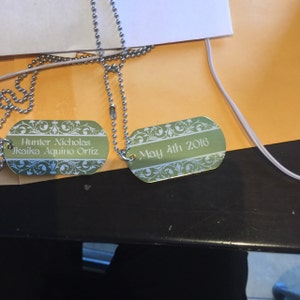 Hunter Nicholas
Ikaika Aquino-Ortiz
May 4th 2016